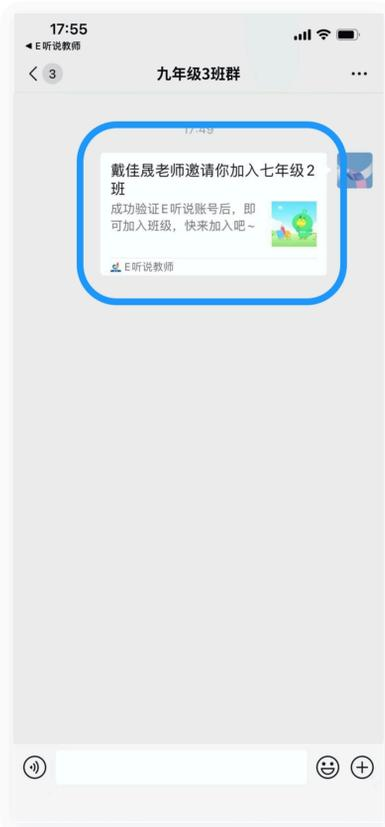 17:55
◀ E听说教师
3
九年级3班群
17:49
戴佳晟老师邀请你加入七年级2
班
成功验证E听说账号后，即
可加入班级，快来加入吧~
E听说教师